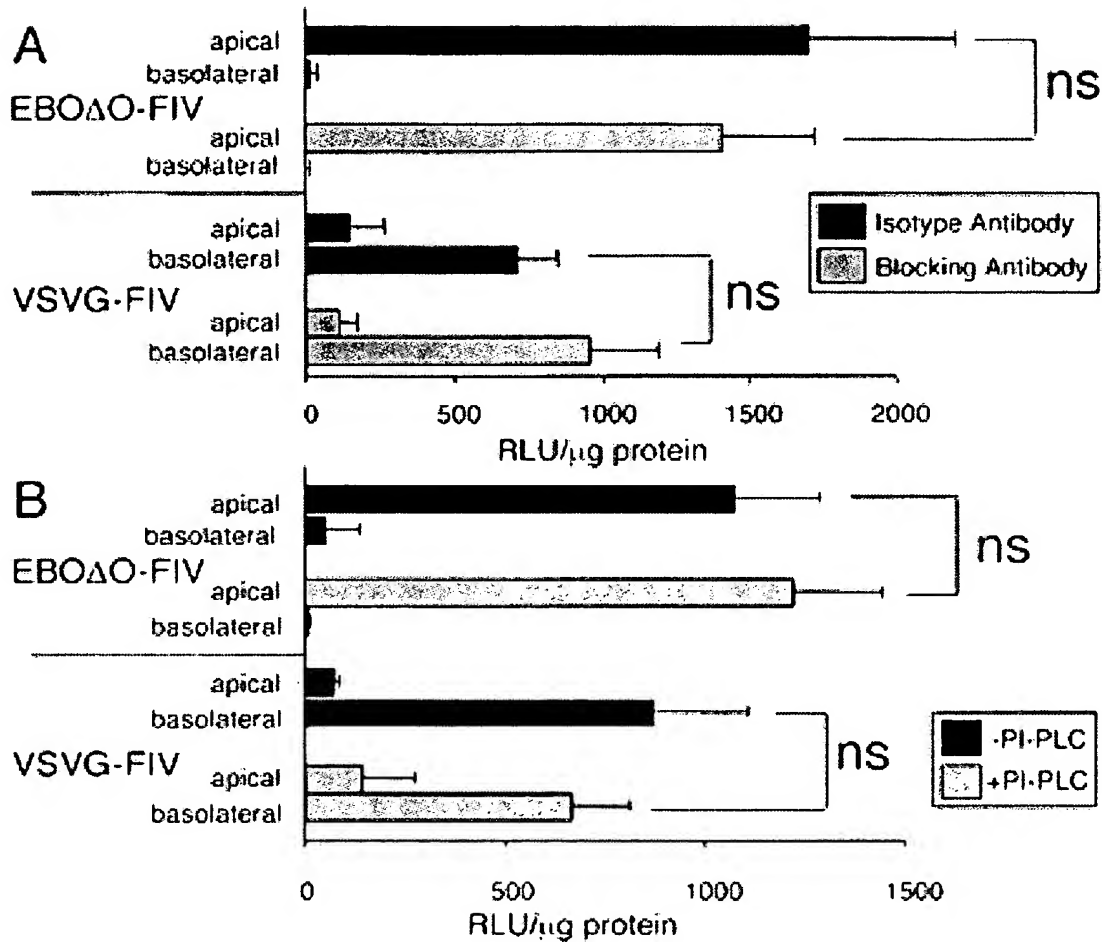 A
apical
basolateral
EBOΔO-FIV
apical
basolateral
apical
basolateral
VSVG-FIV
apical
basolateral
ns
ns
Isotype Antibody
Blocking Antibody
0 500 1000 1500 2000
RLU/μg protein
B
apical
basolateral
EBOΔO-FIV
apical
basolateral
apical
basolateral
VSVG-FIV
apical
basolateral
ns
ns
-PI-PLC
+PI-PLC
0 500 1000 1500
RLU/μg protein